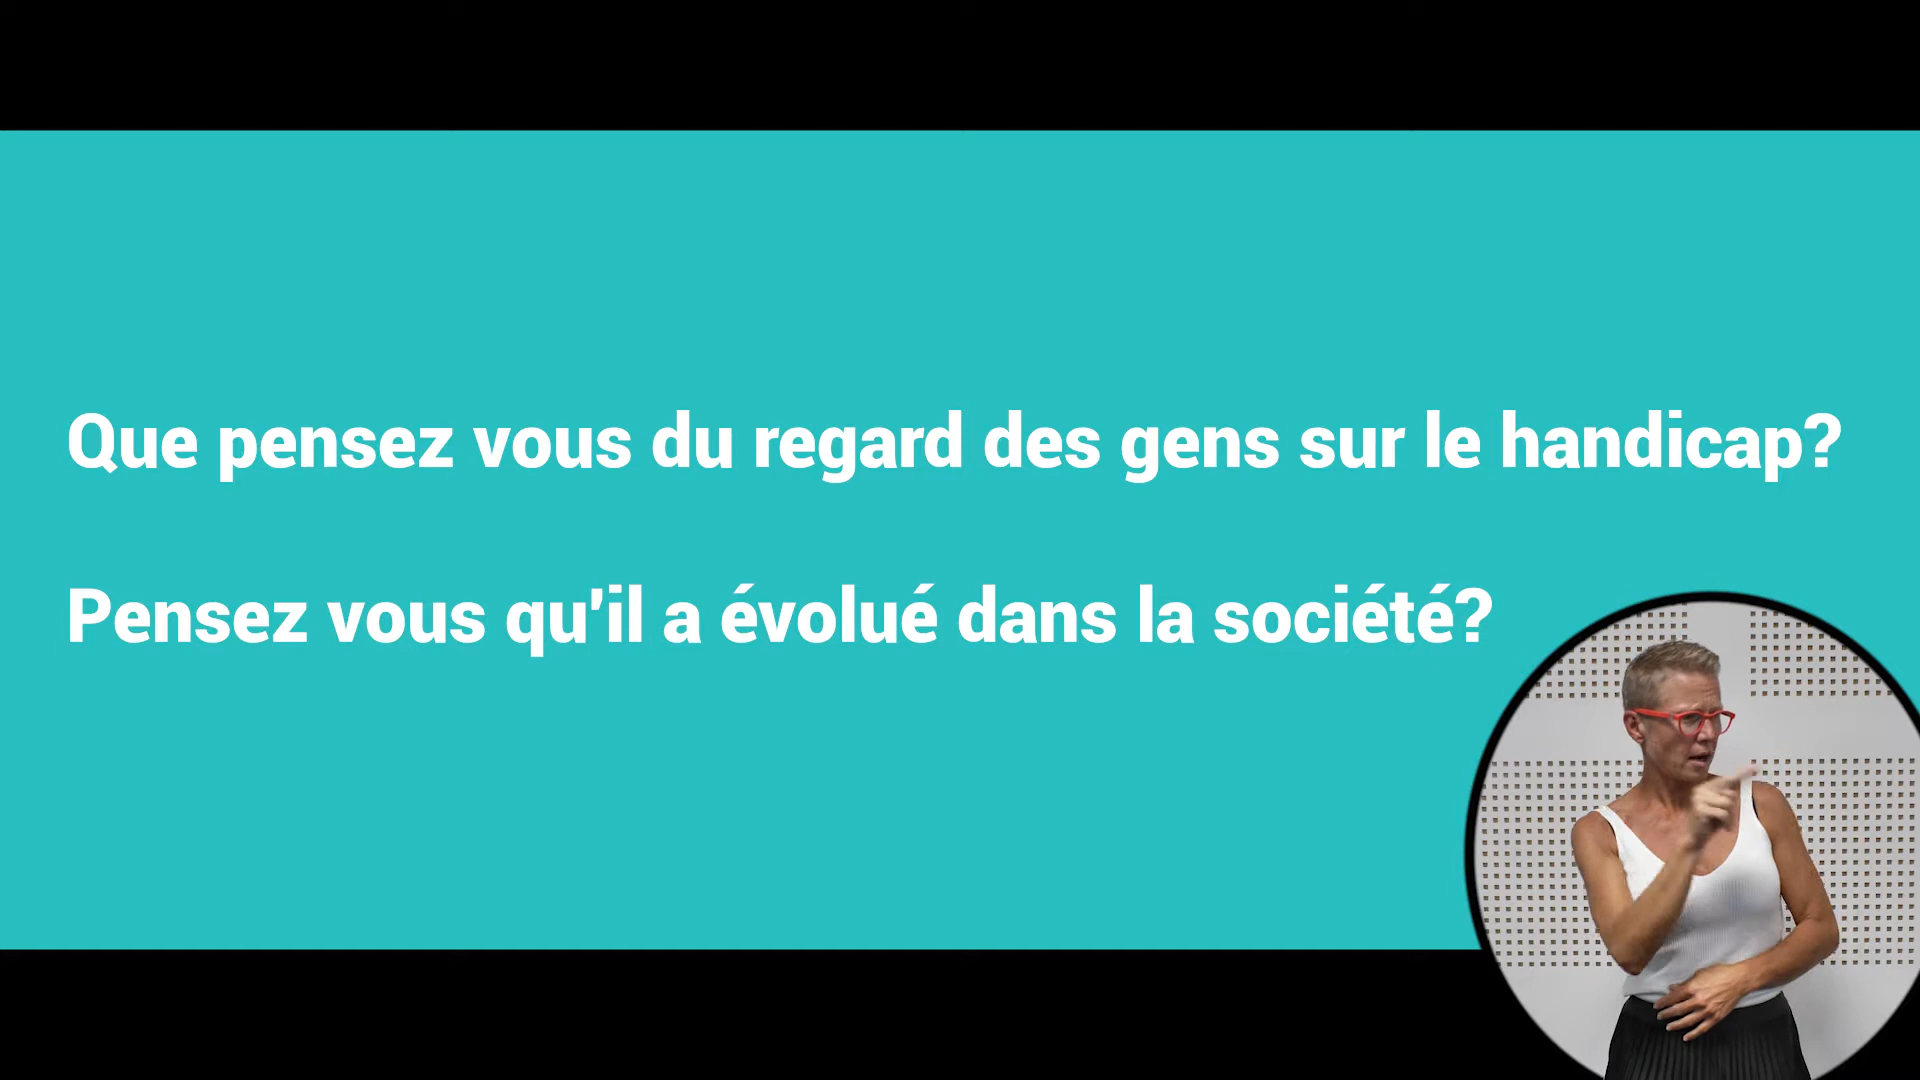 Que pensez vous du regard des gens sur le handicap?
Pensez vous qu'il a évolué dans la société?